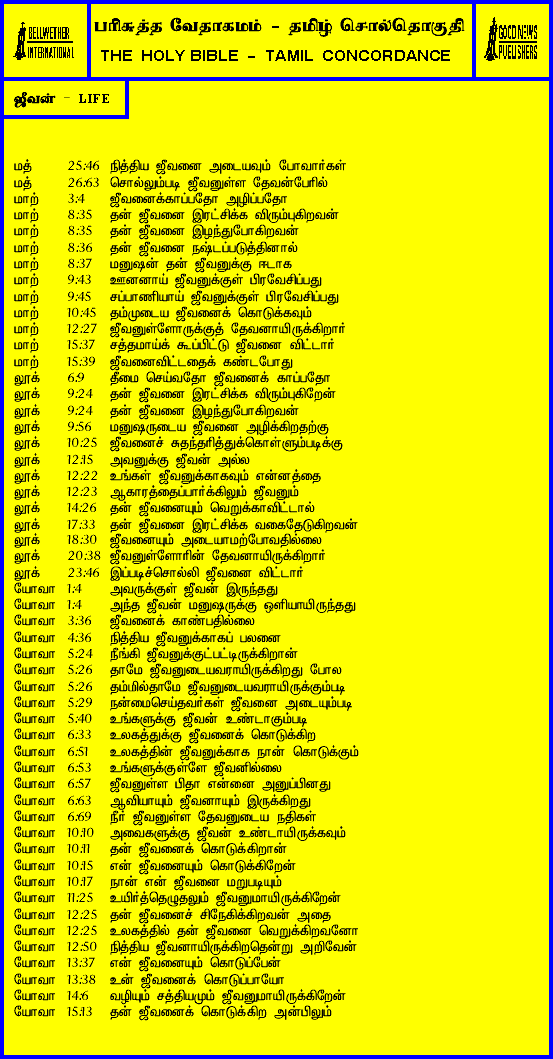 BELLWETHER
INTERNATIONAL
பரிசுத்த வேதாகமம் - தமிழ் சொல்தொகுதி
THE HOLY BIBLE - TAMIL CONCORDANCE
GOOD NEWS
PUBLISHERS
ஜீவன் - LIFE
மத் 25:46 நித்திய ஜீவனை அடையவும் போவார்கள்
மத் 26:63 சொல்லும்படி ஜீவனுள்ள தேவன்பேரில்
மாற் 3:4 ஜீவனைக்காப்பதோ அழிப்பதோ
மாற் 8:35 தன் ஜீவனை இரட்சிக்க விரும்புகிறவன்
மாற் 8:35 தன் ஜீவனை இழந்துபோகிறவன்
மாற் 8:36 தன் ஜீவனை நஷ்டப்படுத்தினால்
மாற் 8:37 மனுஷன் தன் ஜீவனுக்கு ஈடாக
மாற் 9:43 ஊனனாய் ஜீவனுக்குள் பிரவேசிப்பது
மாற் 9:45 சப்பாணியாய் ஜீவனுக்குள் பிரவேசிப்பது
மாற் 10:45 தம்முடைய ஜீவனைக் கொடுக்கவும்
மாற் 12:27 ஜீவனுள்ளோருக்குத் தேவனாயிருக்கிறார்
மாற் 15:37 சத்தமாய்க் கூப்பிட்டு ஜீவனை விட்டார்
மாற் 15:39 ஜீவனைவிட்டதைக் கண்டபோது
லூக் 6:9 தீமை செய்வதோ ஜீவனைக் காப்பதோ
லூக் 9:24 தன் ஜீவனை இரட்சிக்க விரும்புகிறேன்
லூக் 9:24 தன் ஜீவனை இழந்துபோகிறவன்
லூக் 9:56 மனுஷருடைய ஜீவனை அழிக்கிறதற்கு
லூக் 10:25 ஜீவனைச் சுதந்தரித்துக்கொள்ளும்படிக்கு
லூக் 12:15 அவனுக்கு ஜீவன் அல்ல
லூக் 12:22 உங்கள் ஜீவனுக்காகவும் என்னத்தை
லூக் 12:23 ஆகாரத்தைப்பார்க்கிலும் ஜீவனும்
லூக் 14:26 தன் ஜீவனையும் வெறுக்காவிட்டால்
லூக் 17:33 தன் ஜீவனை இரட்சிக்க வகைதேடுகிறவன்
லூக் 18:30 ஜீவனையும் அடையாமற்போவதில்லை
லூக் 20:38 ஜீவனுள்ளோரின் தேவனாயிருக்கிறார்
லூக் 23:46 இப்படிச்சொல்லி ஜீவனை விட்டார்
யோவா 1:4 அவருக்குள் ஜீவன் இருந்தது
யோவா 1:4 அந்த ஜீவன் மனுஷருக்கு ஒளியாயிருந்தது
யோவா 3:36 ஜீவனைக் காண்பதில்லை
யோவா 4:36 நித்திய ஜீவனுக்காகப் பலனை
யோவா 5:24 நீங்கி ஜீவனுக்குட்பட்டிருக்கிறான்
யோவா 5:26 தாமே ஜீவனுடையவராயிருக்கிறது போல
யோவா 5:26 தம்மில்தாமே ஜீவனுடையவராயிருக்கும்படி
யோவா 5:29 நன்மைசெய்தவர்கள் ஜீவனை அடையும்படி
யோவா 5:40 உங்களுக்கு ஜீவன் உண்டாகும்படி
யோவா 6:33 உலகத்துக்கு ஜீவனைக் கொடுக்கிற
யோவா 6:51 உலகத்தின் ஜீவனுக்காக நான் கொடுக்கும்
யோவா 6:53 உங்களுக்குள்ளே ஜீவனில்லை
யோவா 6:57 ஜீவனுள்ள பிதா என்னை அனுப்பினது
யோவா 6:63 ஆவியாயும் ஜீவனாயும் இருக்கிறது
யோவா 6:69 நீர் ஜீவனுள்ள தேவனுடைய நதிகள்
யோவா 10:10 அவைகளுக்கு ஜீவன் உண்டாயிருக்கவும்
யோவா 10:11 தன் ஜீவனைக் கொடுக்கிறான்
யோவா 10:15 என் ஜீவனையும் கொடுக்கிறேன்
யோவா 10:17 நான் என் ஜீவனை மறுபடியும்
யோவா 11:25 உயிர்த்தெழுதலும் ஜீவனுமாயிருக்கிறேன்
யோவா 12:25 தன் ஜீவனைச் சிநேகிக்கிறவன் அதை
யோவா 12:25 உலகத்தில் தன் ஜீவனை வெறுக்கிறவனோ
யோவா 12:50 நித்திய ஜீவனாயிருக்கிறதென்று அறிவேன்
யோவா 13:37 என் ஜீவனையும் கொடுப்பேன்
யோவா 13:38 உன் ஜீவனைக் கொடுப்பாயோ
யோவா 14:6 வழியும் சத்தியமும் ஜீவனுமாயிருக்கிறேன்
யோவா 15:13 தன் ஜீவனைக் கொடுக்கிற அன்பிலும்